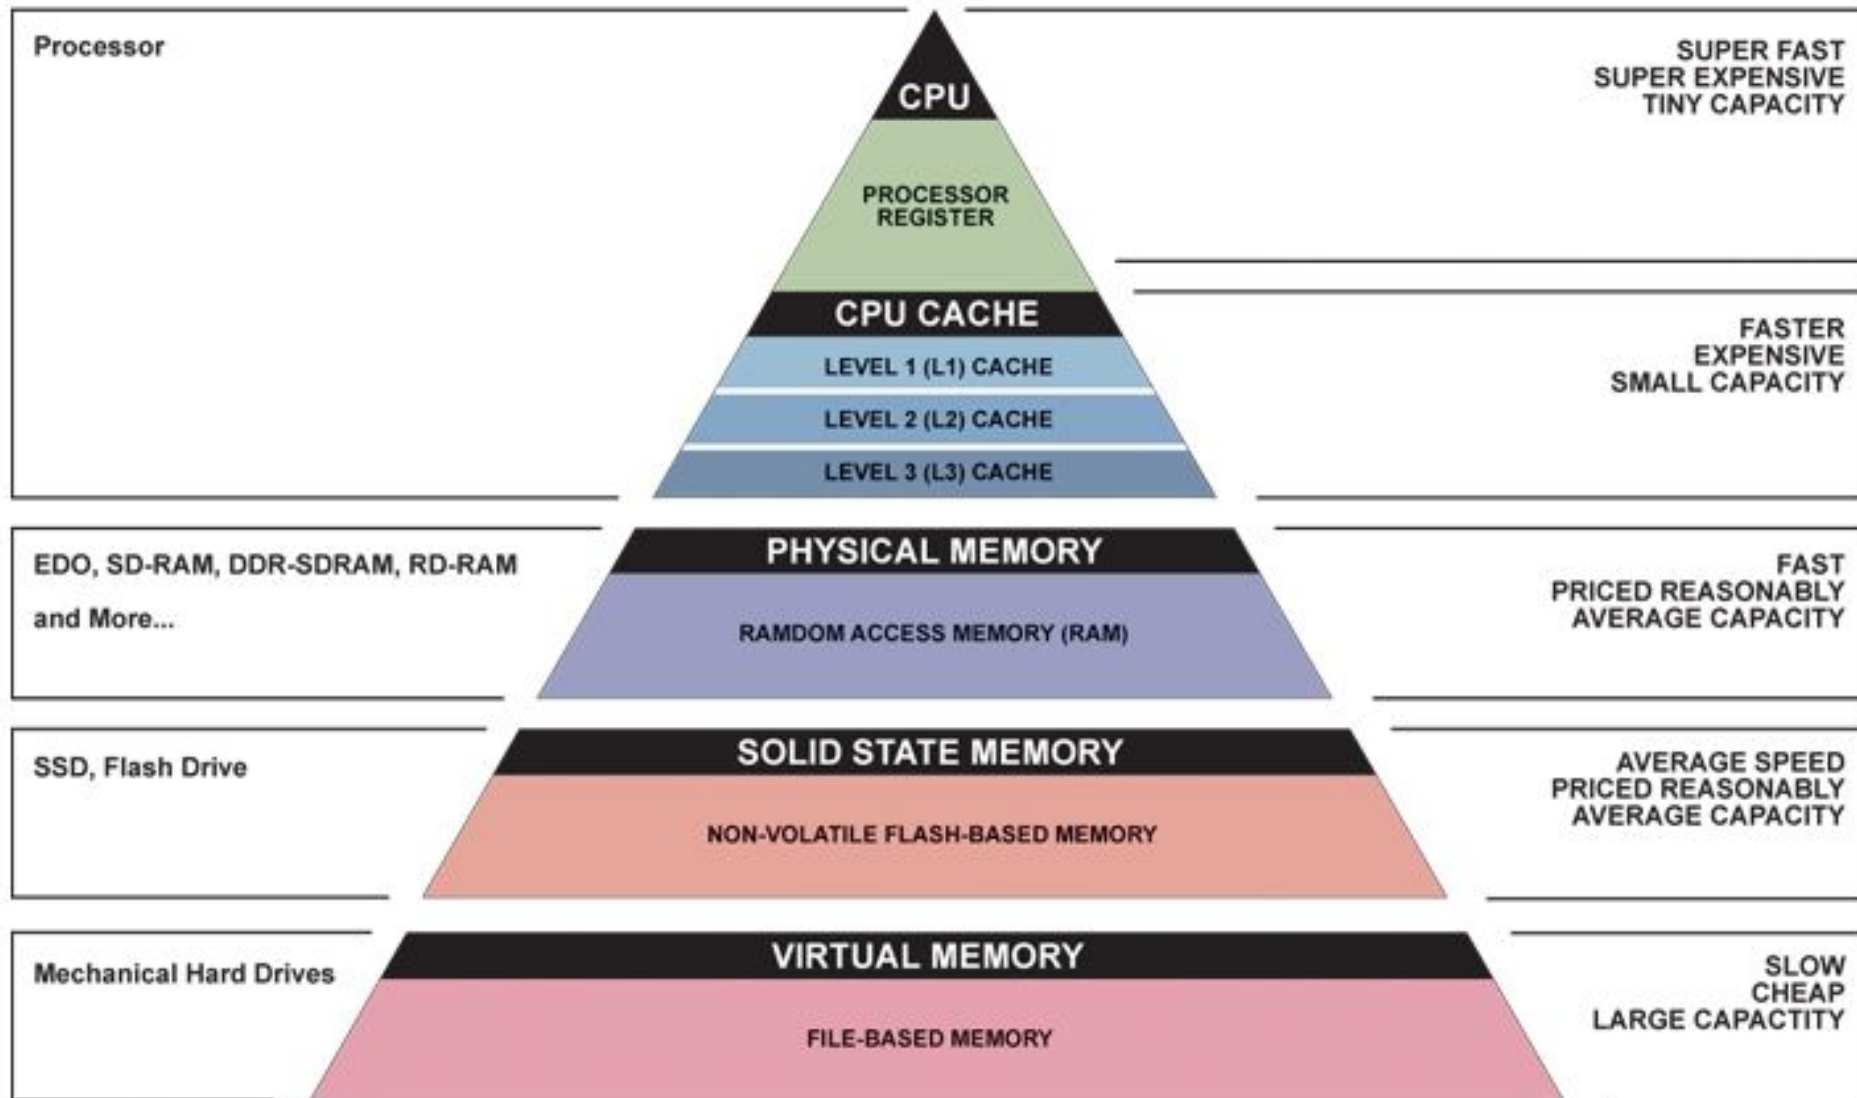 Processor
CPU
SUPER FAST
SUPER EXPENSIVE
TINY CAPACITY
PROCESSOR
REGISTER
CPU CACHE
LEVEL 1 (L1) CACHE
LEVEL 2 (L2) CACHE
LEVEL 3 (L3) CACHE
FASTER
EXPENSIVE
SMALL CAPACITY
EDO, SD-RAM, DDR-SDRAM, RD-RAM
and More...
PHYSICAL MEMORY
RAMDOM ACCESS MEMORY (RAM)
FAST
PRICED REASONABLY
AVERAGE CAPACITY
SSD, Flash Drive
SOLID STATE MEMORY
NON-VOLATILE FLASH-BASED MEMORY
AVERAGE SPEED
PRICED REASONABLY
AVERAGE CAPACITY
Mechanical Hard Drives
VIRTUAL MEMORY
FILE-BASED MEMORY
SLOW
CHEAP
LARGE CAPACTITY